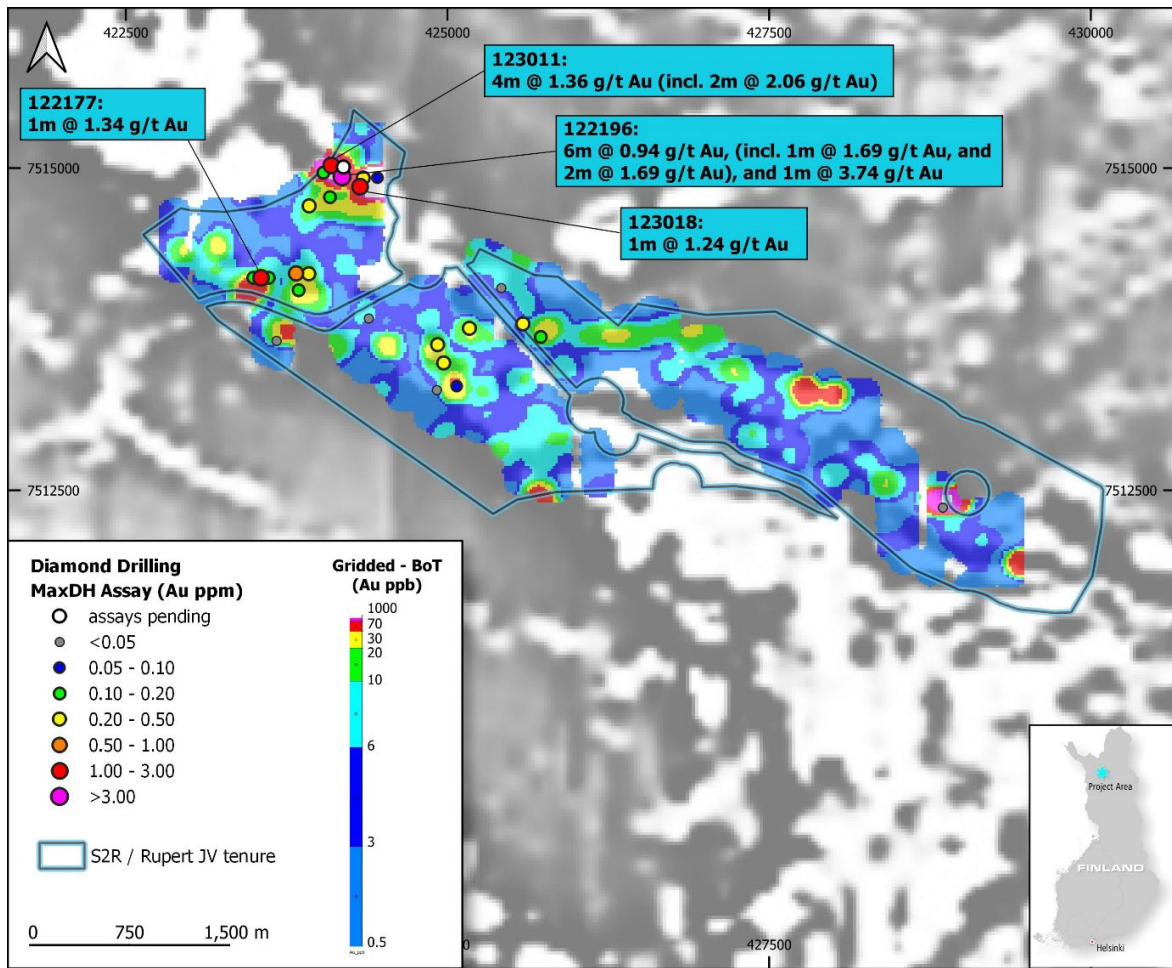 422500
425000
427500
430000
123011:
4m @ 1.36 g/t Au (incl. 2m @ 2.06 g/t Au)
122177:
1m @ 1.34 g/t Au
122196:
6m @ 0.94 g/t Au, (incl. 1m @ 1.69 g/t Au, and
2m @ 1.69 g/t Au), and 1m @ 3.74 g/t Au
7515000
7515000
123018:
1m @ 1.24 g/t Au
7512500
7512500
Diamond Drilling
MaxDH Assay (Au ppm)
assays pending
<0.05
0.05 - 0.10
0.10 - 0.20
0.20 - 0.50
0.50 - 1.00
1.00 - 3.00
>3.00
S2R / Rupert JV tenure
0 750 1,500 m
Gridded - BoT
(Au ppb)
1000
70
30
20
10
6
3
0.5
Au_ppb
427500
Project Area
FINLAND
Helsinki